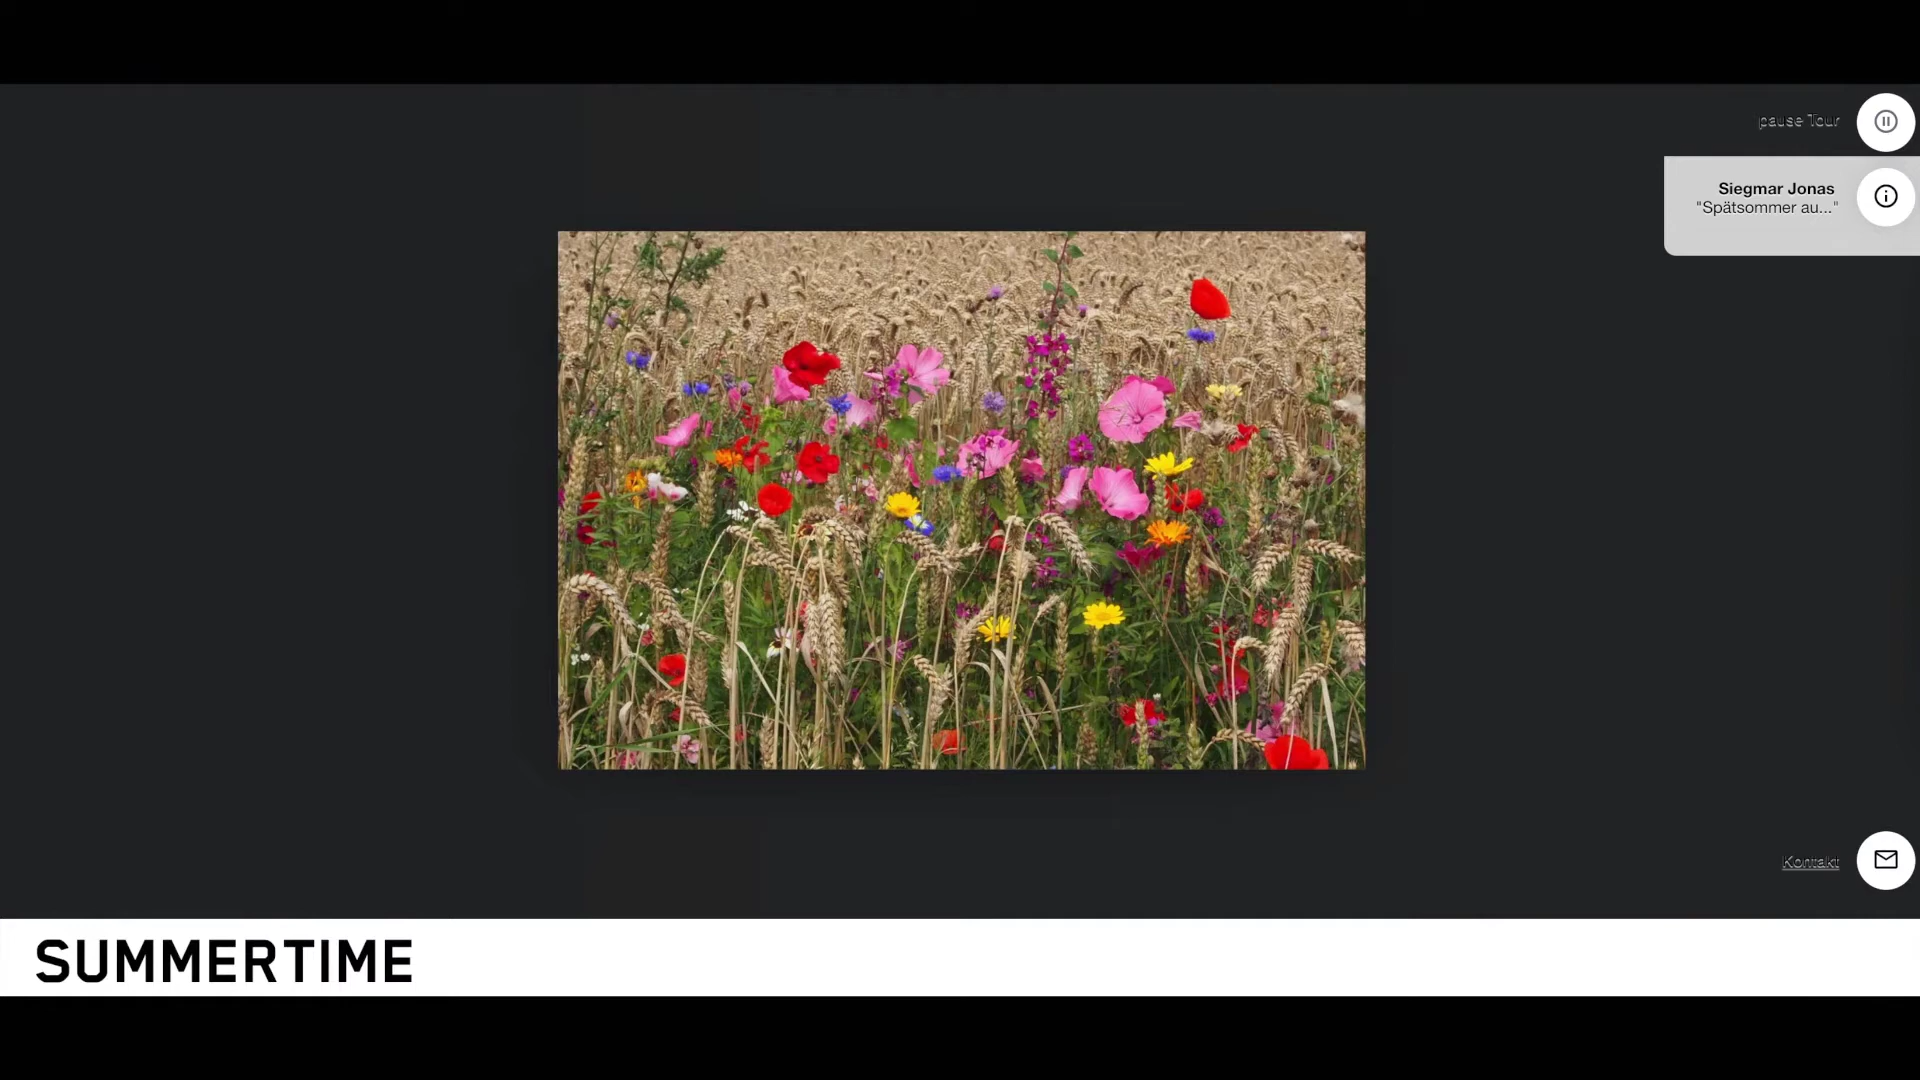 pause Tour
Siegmar Jonas
"Spätsommer au..."
Kontakt
SUMMERTIME